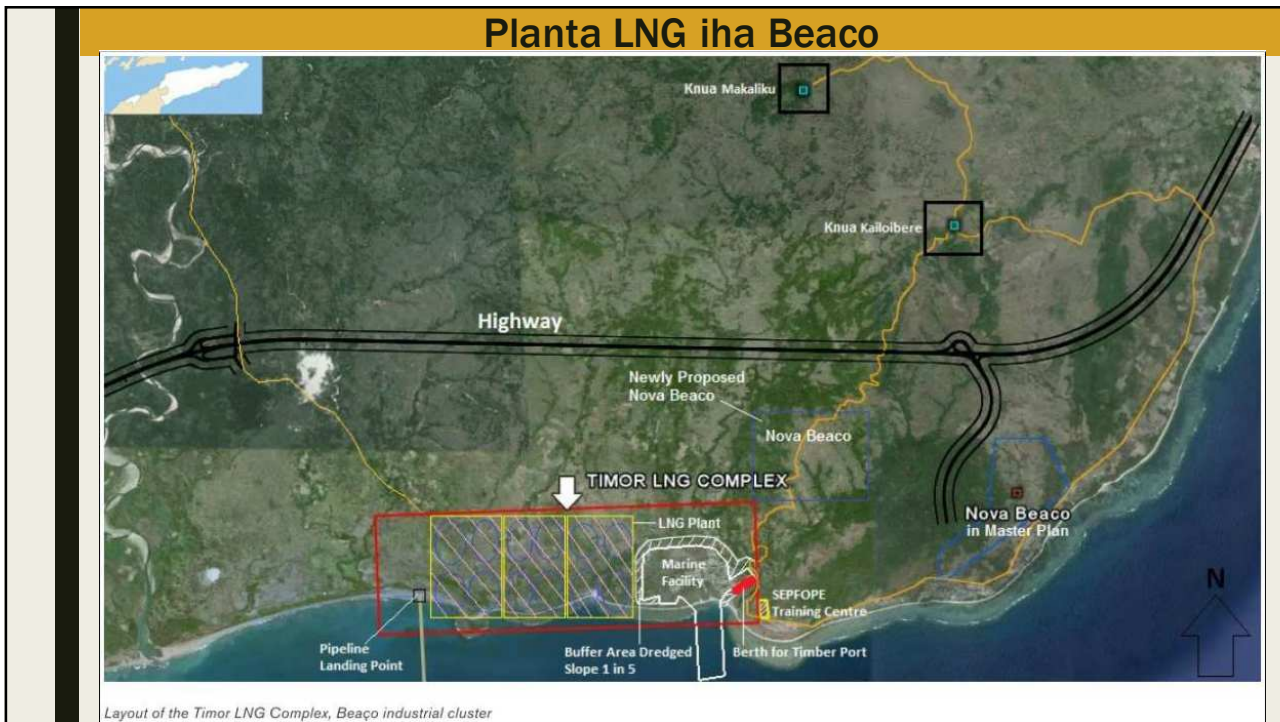 Planta LNG iha Beaco
Knua Makaliku
Knua Kailoibere
Highway
Newly Proposed
Nova Beaco
Nova Beaco
TIMOR LNG COMPLEX
LNG Plant
Nova Beaco
in Master Plan
Marine
Facility
SEPFOPE
Training Centre
N
Pipeline
Landing Point
Buffer Area Dredged
Slope 1 in 5
Berth for Timber Port
Layout of the Timor LNG Complex, Beaço industrial cluster